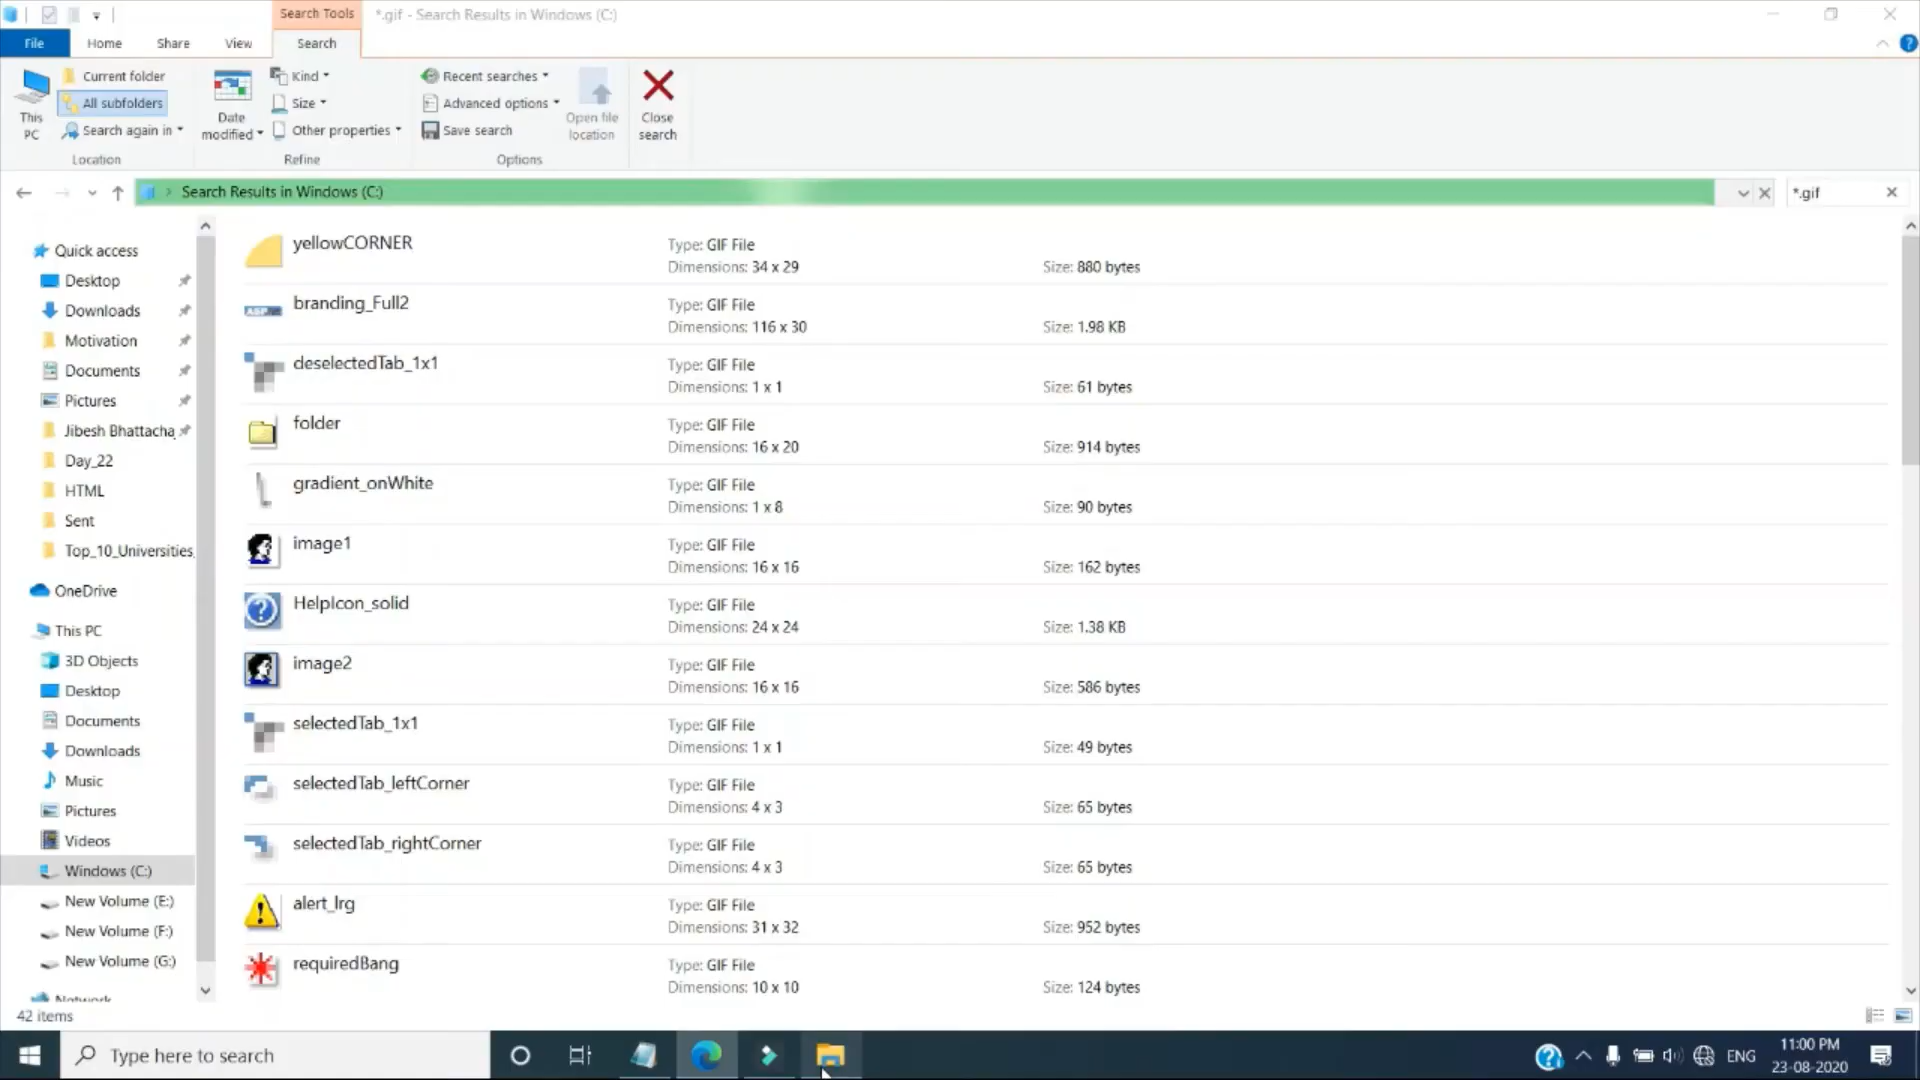 Search Tools
*.gif - Search Results in Windows (C:)
File
Home
Share
View
Search
This PC
Current folder
All subfolders
Search again in
Location
Date modified
Kind
Size
Other properties
Refine
Recent searches
Advanced options
Save search
Options
Open file location
Close search
Search Results in Windows (C:)
*.gif
Quick access
Desktop
Downloads
Motivation
Documents
Pictures
Jibesh Bhattacha
Day_22
HTML
Sent
Top_10_Universities
OneDrive
This PC
3D Objects
Desktop
Documents
Downloads
Music
Pictures
Videos
Windows (C:)
New Volume (E:)
New Volume (F:)
New Volume (G:)
Network
yellowCORNER
Type: GIF File
Dimensions: 34 x 29
Size: 880 bytes
branding_Full2
Type: GIF File
Dimensions: 116 x 30
Size: 1.98 KB
deselectedTab_1x1
Type: GIF File
Dimensions: 1 x 1
Size: 61 bytes
folder
Type: GIF File
Dimensions: 16 x 20
Size: 914 bytes
gradient_onWhite
Type: GIF File
Dimensions: 1 x 8
Size: 90 bytes
image1
Type: GIF File
Dimensions: 16 x 16
Size: 162 bytes
HelpIcon_solid
Type: GIF File
Dimensions: 24 x 24
Size: 1.38 KB
image2
Type: GIF File
Dimensions: 16 x 16
Size: 586 bytes
selectedTab_1x1
Type: GIF File
Dimensions: 1 x 1
Size: 49 bytes
selectedTab_leftCorner
Type: GIF File
Dimensions: 4 x 3
Size: 65 bytes
selectedTab_rightCorner
Type: GIF File
Dimensions: 4 x 3
Size: 65 bytes
alert_lrg
Type: GIF File
Dimensions: 31 x 32
Size: 952 bytes
requiredBang
Type: GIF File
Dimensions: 10 x 10
Size: 124 bytes
42 items
Type here to search
ENG
11:00 PM
23-08-2020